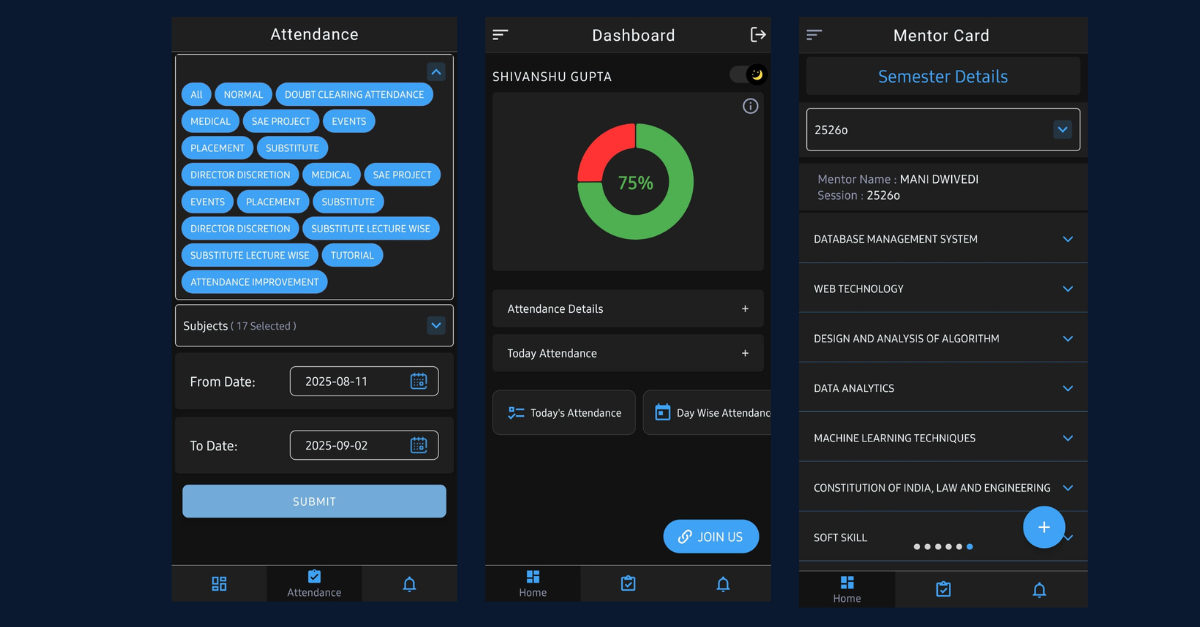 Attendance
All NORMAL DOUBT CLEARING ATTENDANCE
MEDICAL SAE PROJECT EVENTS
PLACEMENT SUBSTITUTE
DIRECTOR DISCRETION MEDICAL SAE PROJECT
EVENTS PLACEMENT SUBSTITUTE
DIRECTOR DISCRETION SUBSTITUTE LECTURE WISE
SUBSTITUTE LECTURE WISE TUTORIAL
ATTENDANCE IMPROVEMENT
Subjects ( 17 Selected )
From Date: 2025-08-11
To Date: 2025-09-02
SUBMIT
Attendance
Dashboard
SHIVANSHU GUPTA
75%
Attendance Details +
Today Attendance +
Today's Attendance Day Wise Attendanc
JOIN US
Home
Mentor Card
Semester Details
2526o
Mentor Name : MANI DWIVEDI
Session : 2526o
DATABASE MANAGEMENT SYSTEM
WEB TECHNOLOGY
DESIGN AND ANALYSIS OF ALGORITHM
DATA ANALYTICS
MACHINE LEARNING TECHNIQUES
CONSTITUTION OF INDIA, LAW AND ENGINEERING
SOFT SKILL
+
Home